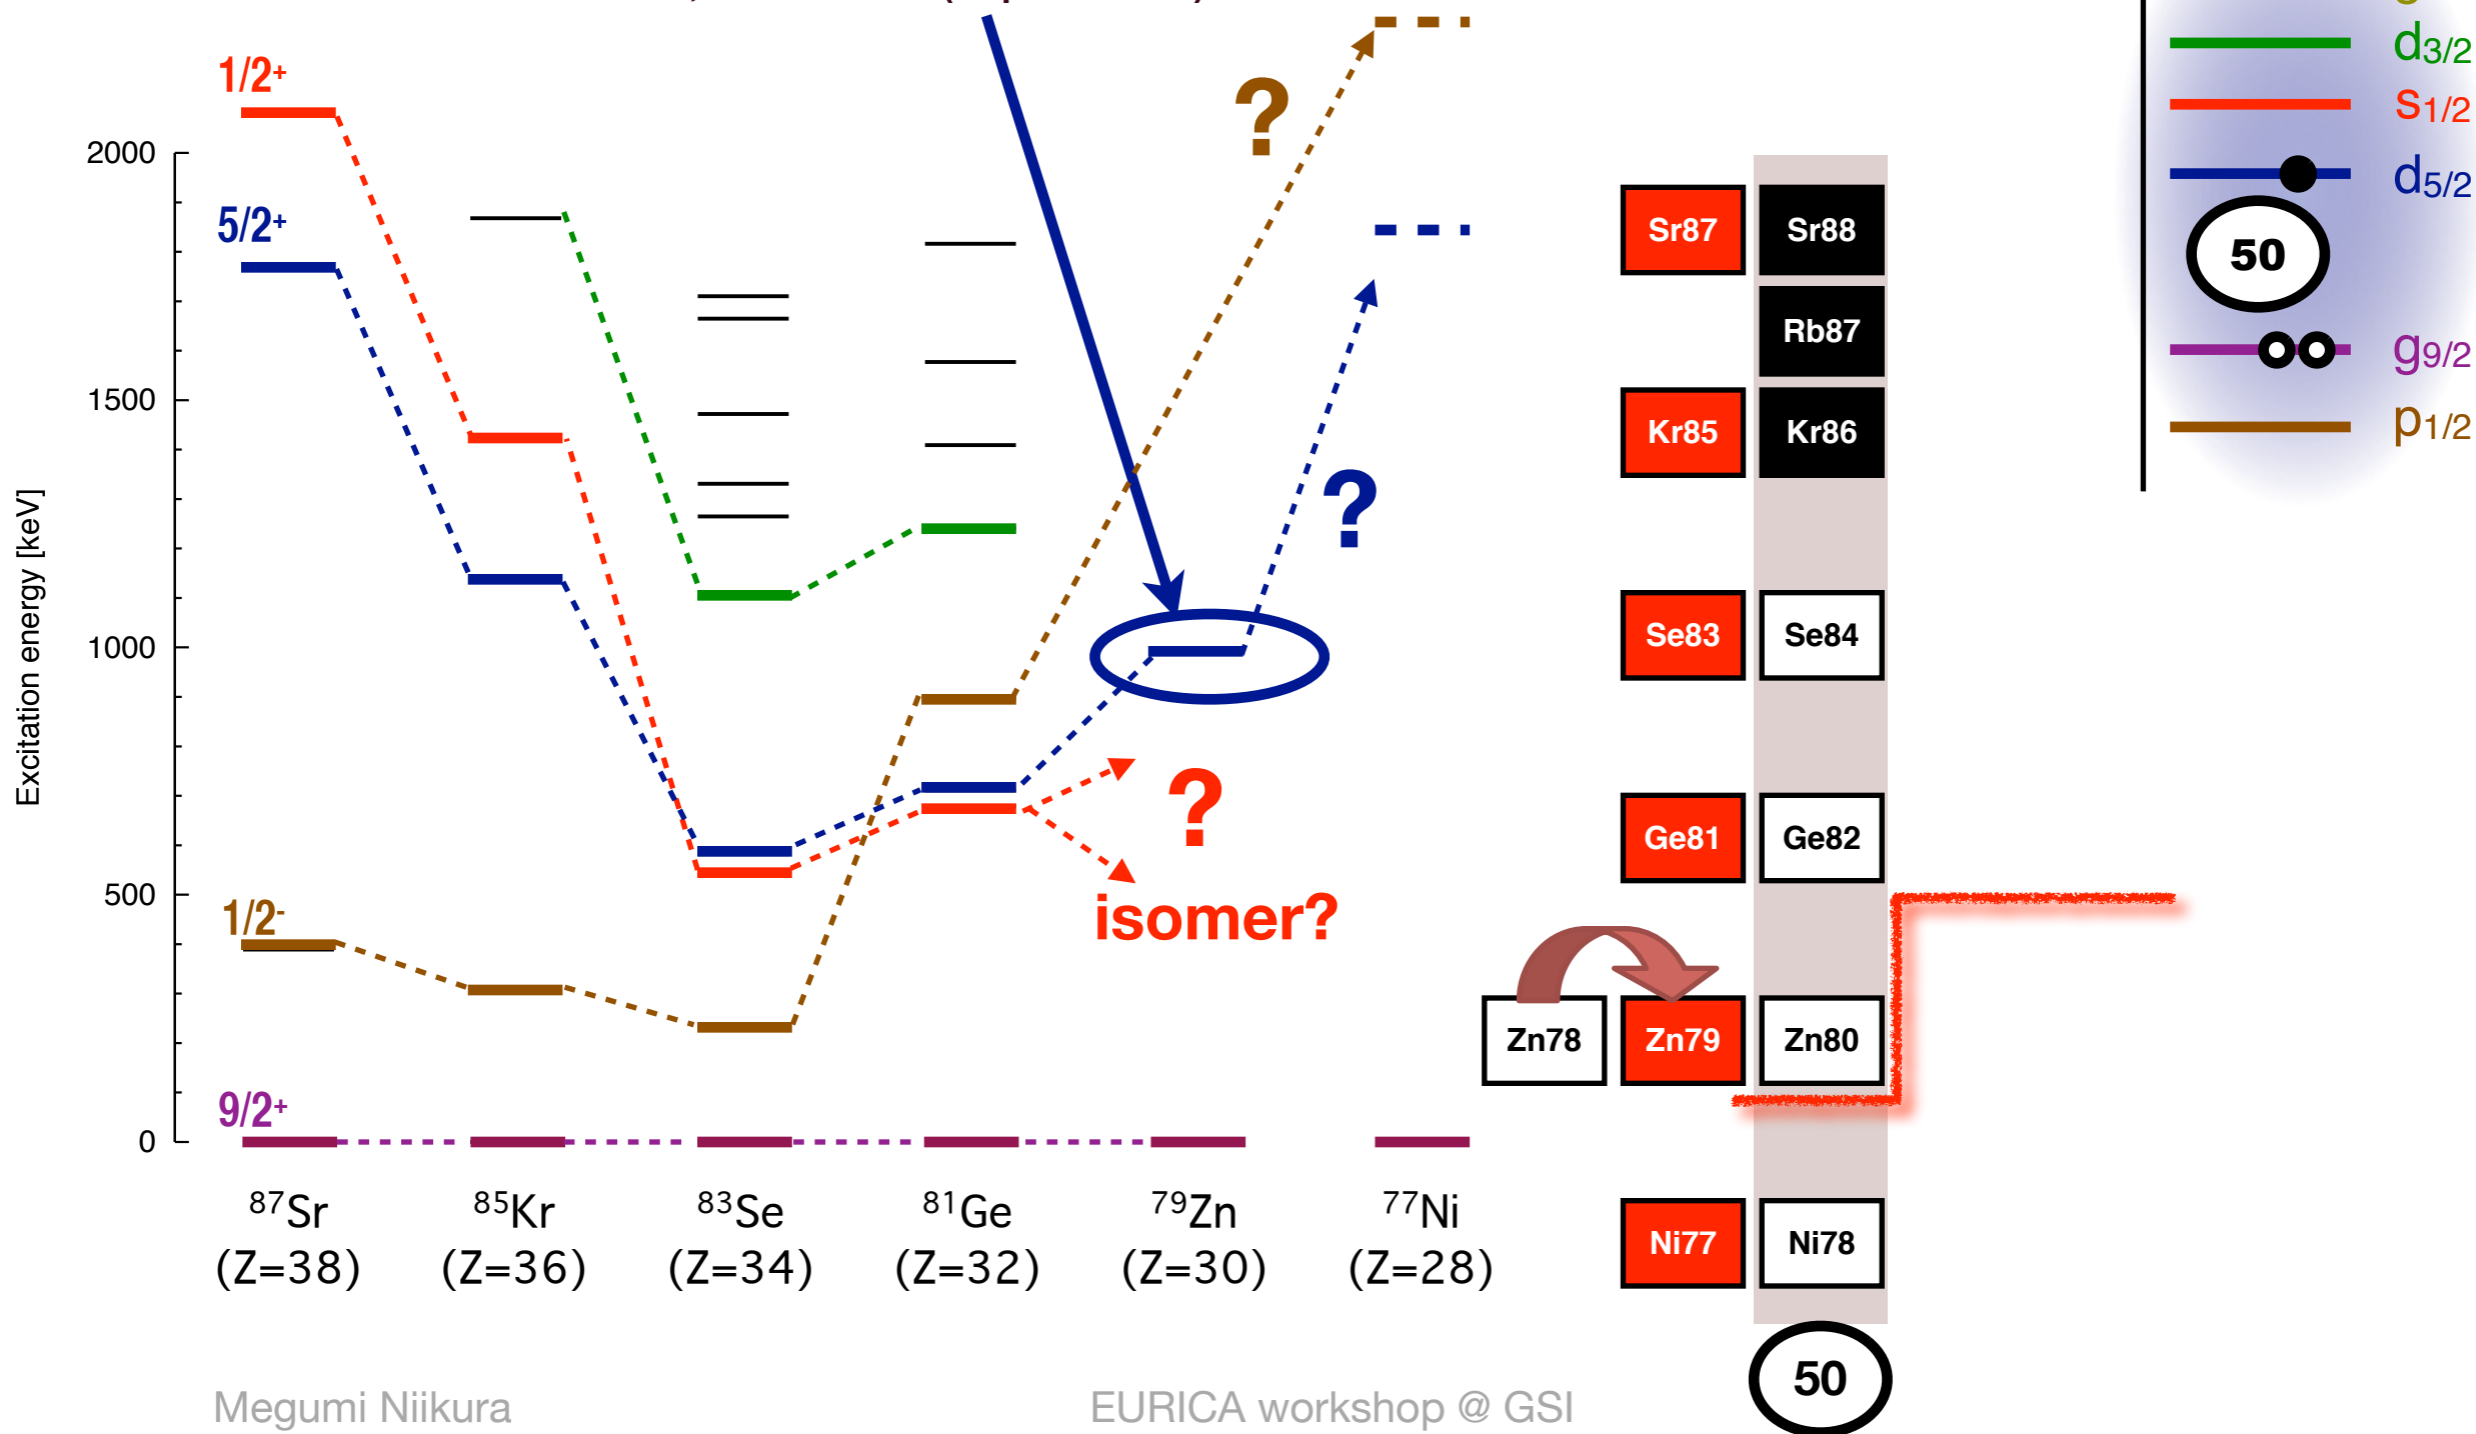 d3/2
s1/2
d5/2
50
g9/2
p1/2
1/2+
2000
5/2+
1500
1000
500
1/2-
9/2+
0
Excitation energy [keV]
?
?
?
isomer?
87Sr
(Z=38)
85Kr
(Z=36)
83Se
(Z=34)
81Ge
(Z=32)
79Zn
(Z=30)
77Ni
(Z=28)
Sr87
Sr88
Rb87
Kr85
Kr86
Se83
Se84
Ge81
Ge82
Zn78
Zn79
Zn80
Ni77
Ni78
50
Megumi Niikura
EURICA workshop @ GSI